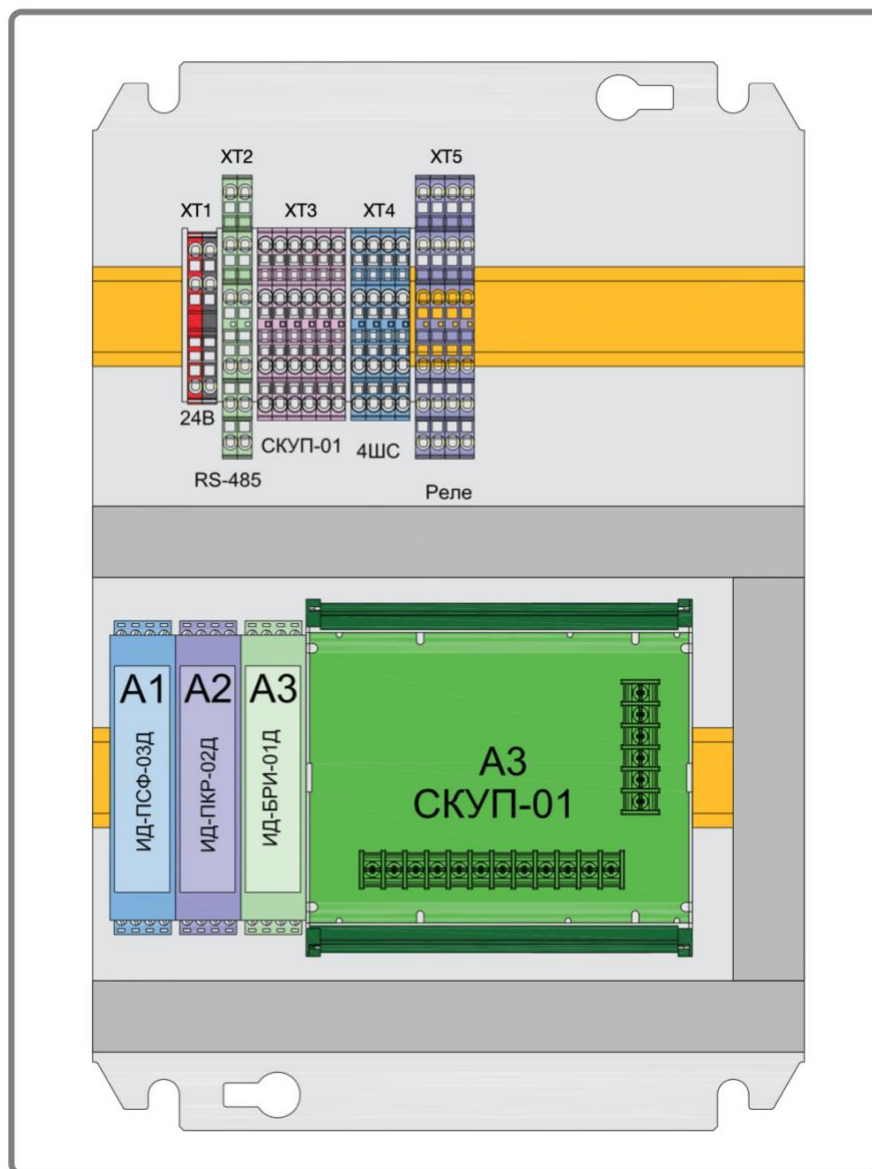 XT2
XT5
XT1
XT3
XT4
24В
СКУП-01
4ШС
RS-485
Реле
А1
ИД-ПСФ-03Д
А2
ИД-ПКР-02Д
А3
ИД-БРИ-01Д
А3
СКУП-01